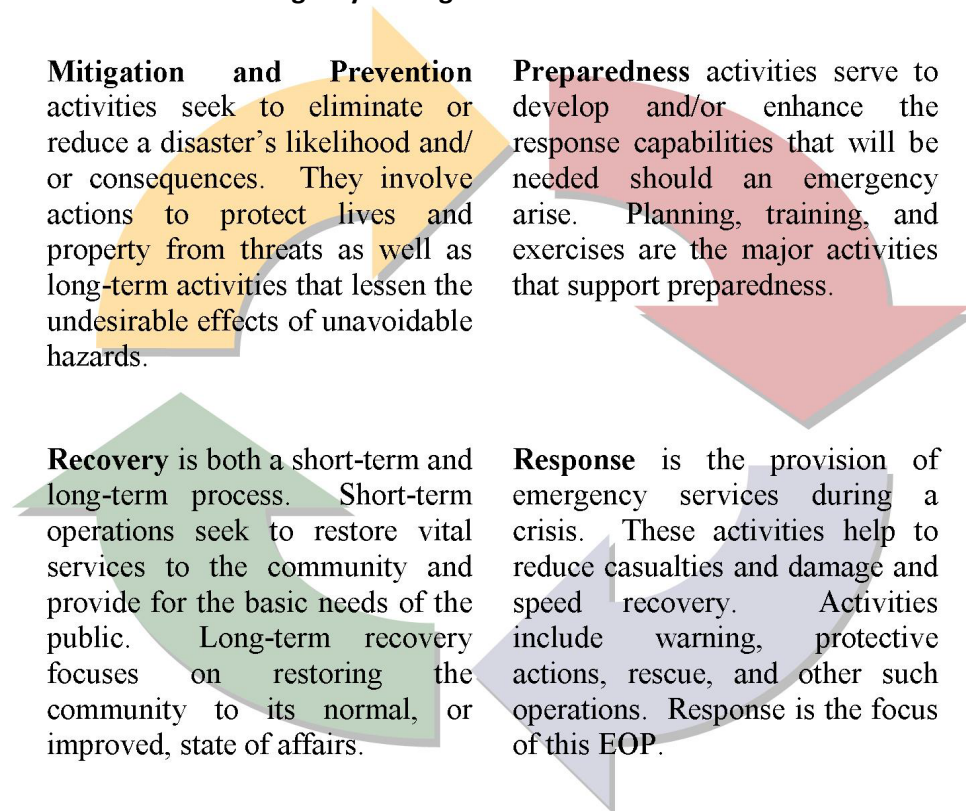 Mitigation and Prevention
activities seek to eliminate or
reduce a disaster’s likelihood and/
or consequences. They involve
actions to protect lives and
property from threats as well as
long-term activities that lessen the
undesirable effects of unavoidable
hazards.
Preparedness activities serve to
develop and/or enhance the
response capabilities that will be
needed should an emergency
arise. Planning, training, and
exercises are the major activities
that support preparedness.
Recovery is both a short-term and
long-term process. Short-term
operations seek to restore vital
services to the community and
provide for the basic needs of the
public. Long-term recovery
focuses on restoring the
community to its normal, or
improved, state of affairs.
Response is the provision of
emergency services during a
crisis. These activities help to
reduce casualties and damage and
speed recovery. Activities
include warning, protective
actions, rescue, and other such
operations. Response is the focus
of this EOP.